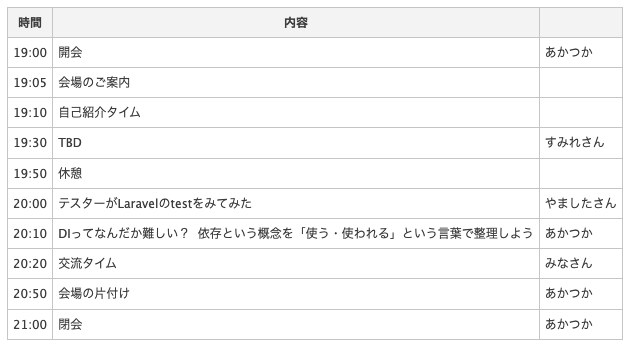 時間 内容
19:00 開会 あかつか
19:05 会場のご案内
19:10 自己紹介タイム
19:30 TBD すみれさん
19:50 休憩
20:00 テスターがLaravelのtestをみてみた やましたさん
20:10 DIってなんだか難しい？ 依存という概念を「使う・使われる」という言葉で整理しよう あかつか
20:20 交流タイム みなさん
20:50 会場の片付け あかつか
21:00 閉会 あかつか